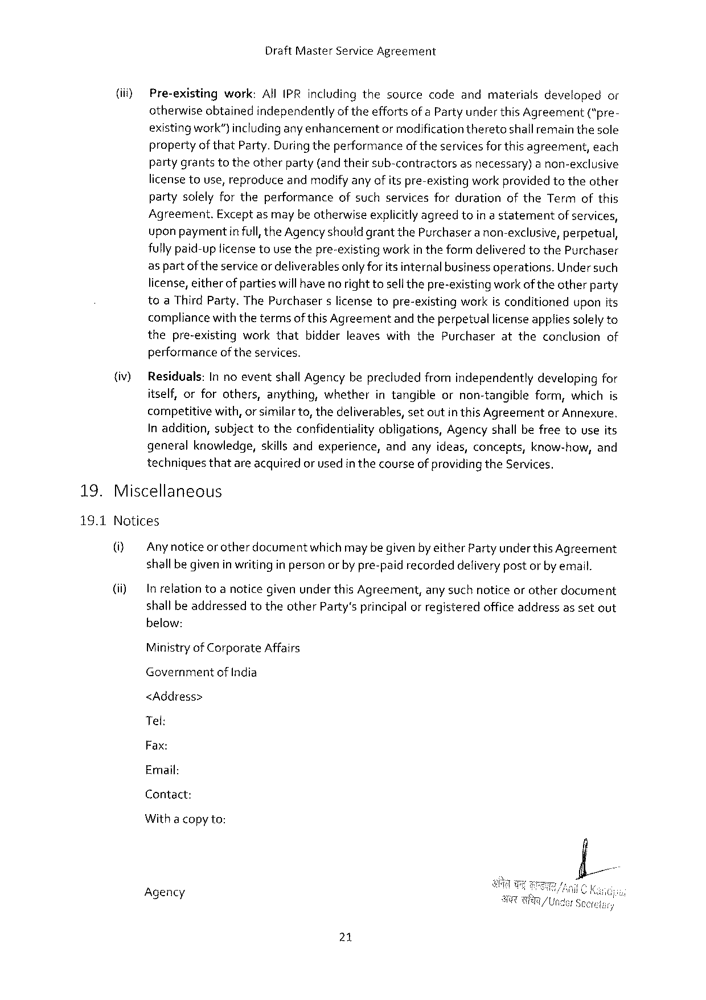 Draft Master Service Agreement
(iii) Pre-existing work: All IPR including the source code and materials developed or
otherwise obtained independently of the efforts of a Party under this Agreement ("pre-
existing work") including any enhancement or modification thereto shall remain the sole
property of that Party. During the performance of the services for this agreement, each
party grants to the other party (and their sub-contractors as necessary) a non-exclusive
license to use, reproduce and modify any of its pre-existing work provided to the other
party solely for the performance of such services for duration of the Term of this
Agreement. Except as may be otherwise explicitly agreed to in a statement of services,
upon payment in full, the Agency should grant the Purchaser a non-exclusive, perpetual,
fully paid-up license to use the pre-existing work in the form delivered to the Purchaser
as part of the service or deliverables only for its internal business operations. Under such
license, either of parties will have no right to sell the pre-existing work of the other party
to a Third Party. The Purchaser s license to pre-existing work is conditioned upon its
compliance with the terms of this Agreement and the perpetual license applies solely to
the pre-existing work that bidder leaves with the Purchaser at the conclusion of
performance of the services.
(iv) Residuals: In no event shall Agency be precluded from independently developing for
itself, or for others, anything, whether in tangible or non-tangible form, which is
competitive with, or similar to, the deliverables, set out in this Agreement or Annexure.
In addition, subject to the confidentiality obligations, Agency shall be free to use its
general knowledge, skills and experience, and any ideas, concepts, know-how, and
techniques that are acquired or used in the course of providing the Services.
19. Miscellaneous
19.1 Notices
(i) Any notice or other document which may be given by either Party under this Agreement
shall be given in writing in person or by pre-paid recorded delivery post or by email.
(ii) In relation to a notice given under this Agreement, any such notice or other document
shall be addressed to the other Party's principal or registered office address as set out
below:
Ministry of Corporate Affairs
Government of India
<Address>
Tel:
Fax:
Email:
Contact:
With a copy to:
Agency
अनिल चन्द्र काण्डपाल/Anil C Kandpal
अवर सचिव/Under Secretary
21